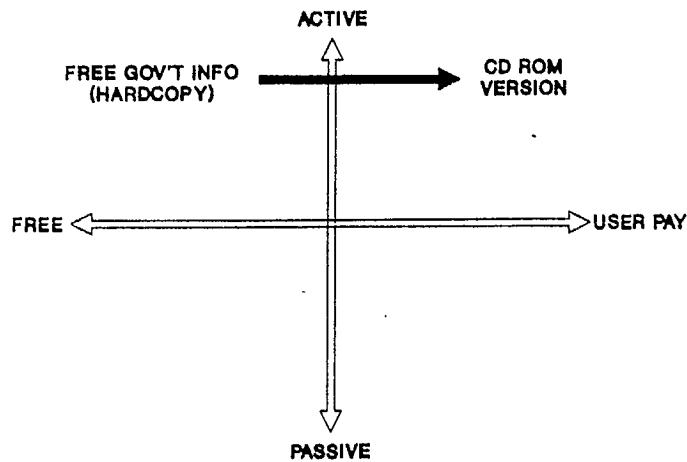 ACTIVE
FREE GOV'T INFO
(HARDCOPY)
CD ROM
VERSION
FREE
USER PAY
PASSIVE